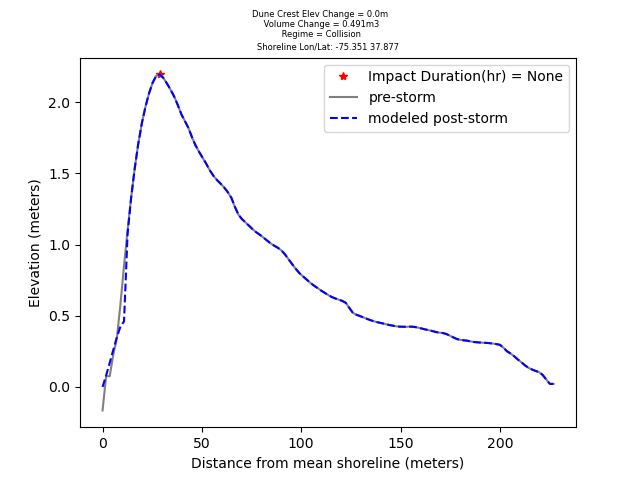 Dune Crest Elev Change = 0.0m
Volume Change = 0.491m3
Regime = Collision
Shoreline Lon/Lat: -75.351 37.877
Impact Duration(hr) = None
pre-storm
modeled post-storm
Elevation (meters)
2.0
1.5
1.0
0.5
0.0
0 50 100 150 200
Distance from mean shoreline (meters)